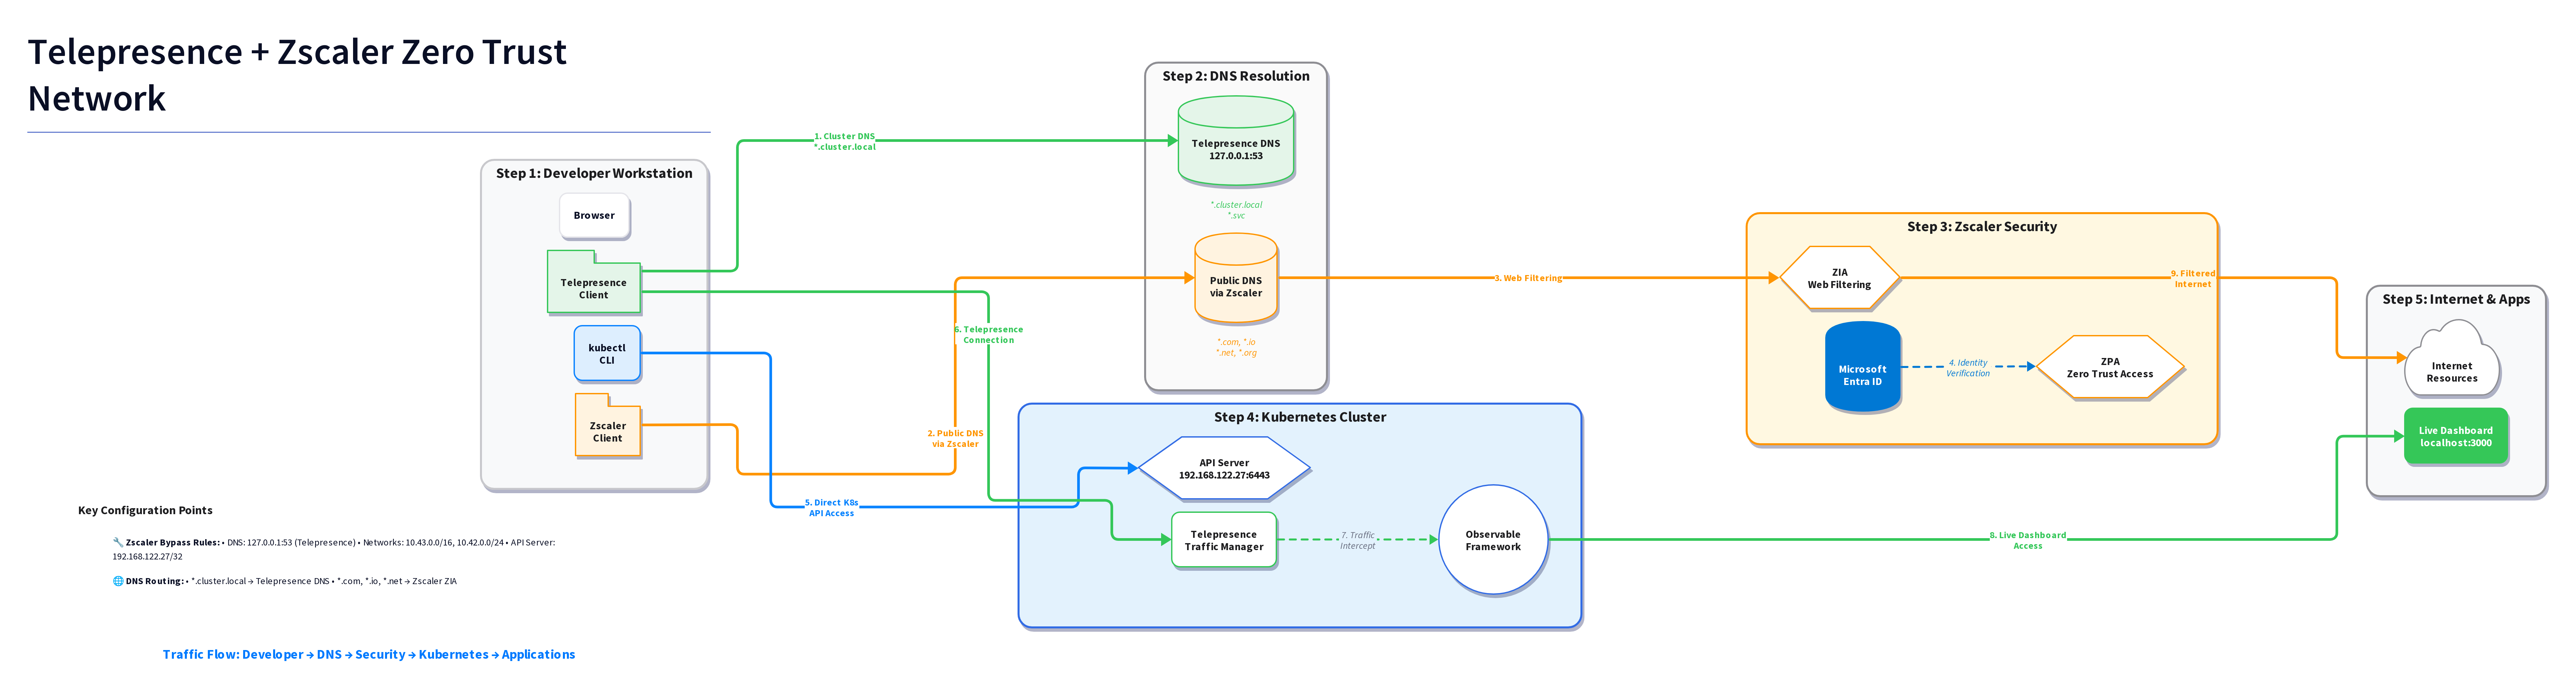 Telepresence + Zscaler Zero Trust
Network
Step 1: Developer Workstation
Browser
Telepresence
Client
kubectl
CLI
Zscaler
Client
1. Cluster DNS
*.cluster.local
2. Public DNS
via Zscaler
6. Telepresence
Connection
5. Direct K8s
API Access
Step 2: DNS Resolution
Telepresence DNS
127.0.0.1:53
*.cluster.local
*.svc
Public DNS
via Zscaler
*.com, *.io
*.net, *.org
3. Web Filtering
Step 3: Zscaler Security
ZIA
Web Filtering
Microsoft
Entra ID
4. Identity
Verification
ZPA
Zero Trust Access
9. Filtered
Internet
Step 4: Kubernetes Cluster
API Server
192.168.122.27:6443
Telepresence
Traffic Manager
7. Traffic
Intercept
Observable
Framework
8. Live Dashboard
Access
Step 5: Internet & Apps
Internet
Resources
Live Dashboard
localhost:3000
Key Configuration Points
🔧 Zscaler Bypass Rules: • DNS: 127.0.0.1:53 (Telepresence) • Networks: 10.43.0.0/16, 10.42.0.0/24 • API Server:
192.168.122.27/32
🌐 DNS Routing: • *.cluster.local → Telepresence DNS • *.com, *.io, *.net → Zscaler ZIA
Traffic Flow: Developer → DNS → Security → Kubernetes → Applications